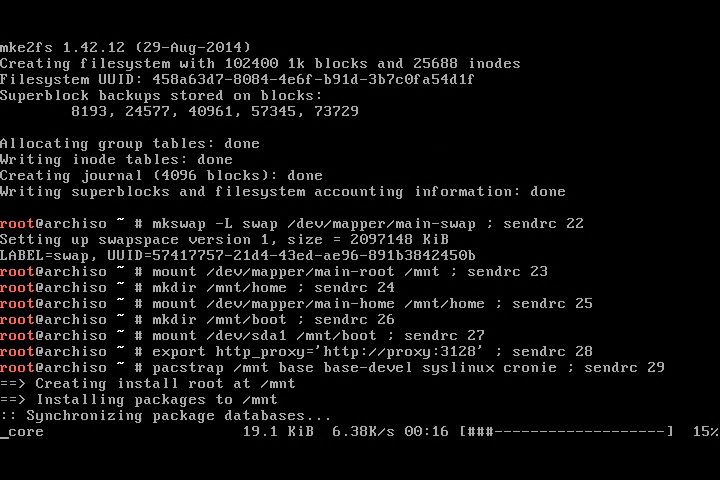 mke2fs 1.42.12 (29-Aug-2014)
Creating filesystem with 102400 1k blocks and 25688 inodes
Filesystem UUID: 458a63d7-8084-4e6f-b91d-3b7c0fa54d1f
Superblock backups stored on blocks:
        8193, 24577, 40961, 57345, 73729

Allocating group tables: done
Writing inode tables: done
Creating journal (4096 blocks): done
Writing superblocks and filesystem accounting information: done

root@archiso ~ # mkswap -L swap /dev/mapper/main-swap ; sendrc 22
Setting up swapspace version 1, size = 2097148 KiB
LABEL=swap, UUID=57417757-21d4-43ed-ae96-891b3842450b
root@archiso ~ # mount /dev/mapper/main-root /mnt ; sendrc 23
root@archiso ~ # mkdir /mnt/home ; sendrc 24
root@archiso ~ # mount /dev/mapper/main-home /mnt/home ; sendrc 25
root@archiso ~ # mkdir /mnt/boot ; sendrc 26
root@archiso ~ # mount /dev/sda1 /mnt/boot ; sendrc 27
root@archiso ~ # export http_proxy='http://proxy:3128' ; sendrc 28
root@archiso ~ # pacstrap /mnt base base-devel syslinux cronie ; sendrc 29
==> Creating install root at /mnt
==> Installing packages to /mnt
:: Synchronizing package databases...
_core                      19.1 KiB  6.38K/s 00:16 [###-------------------]  15%